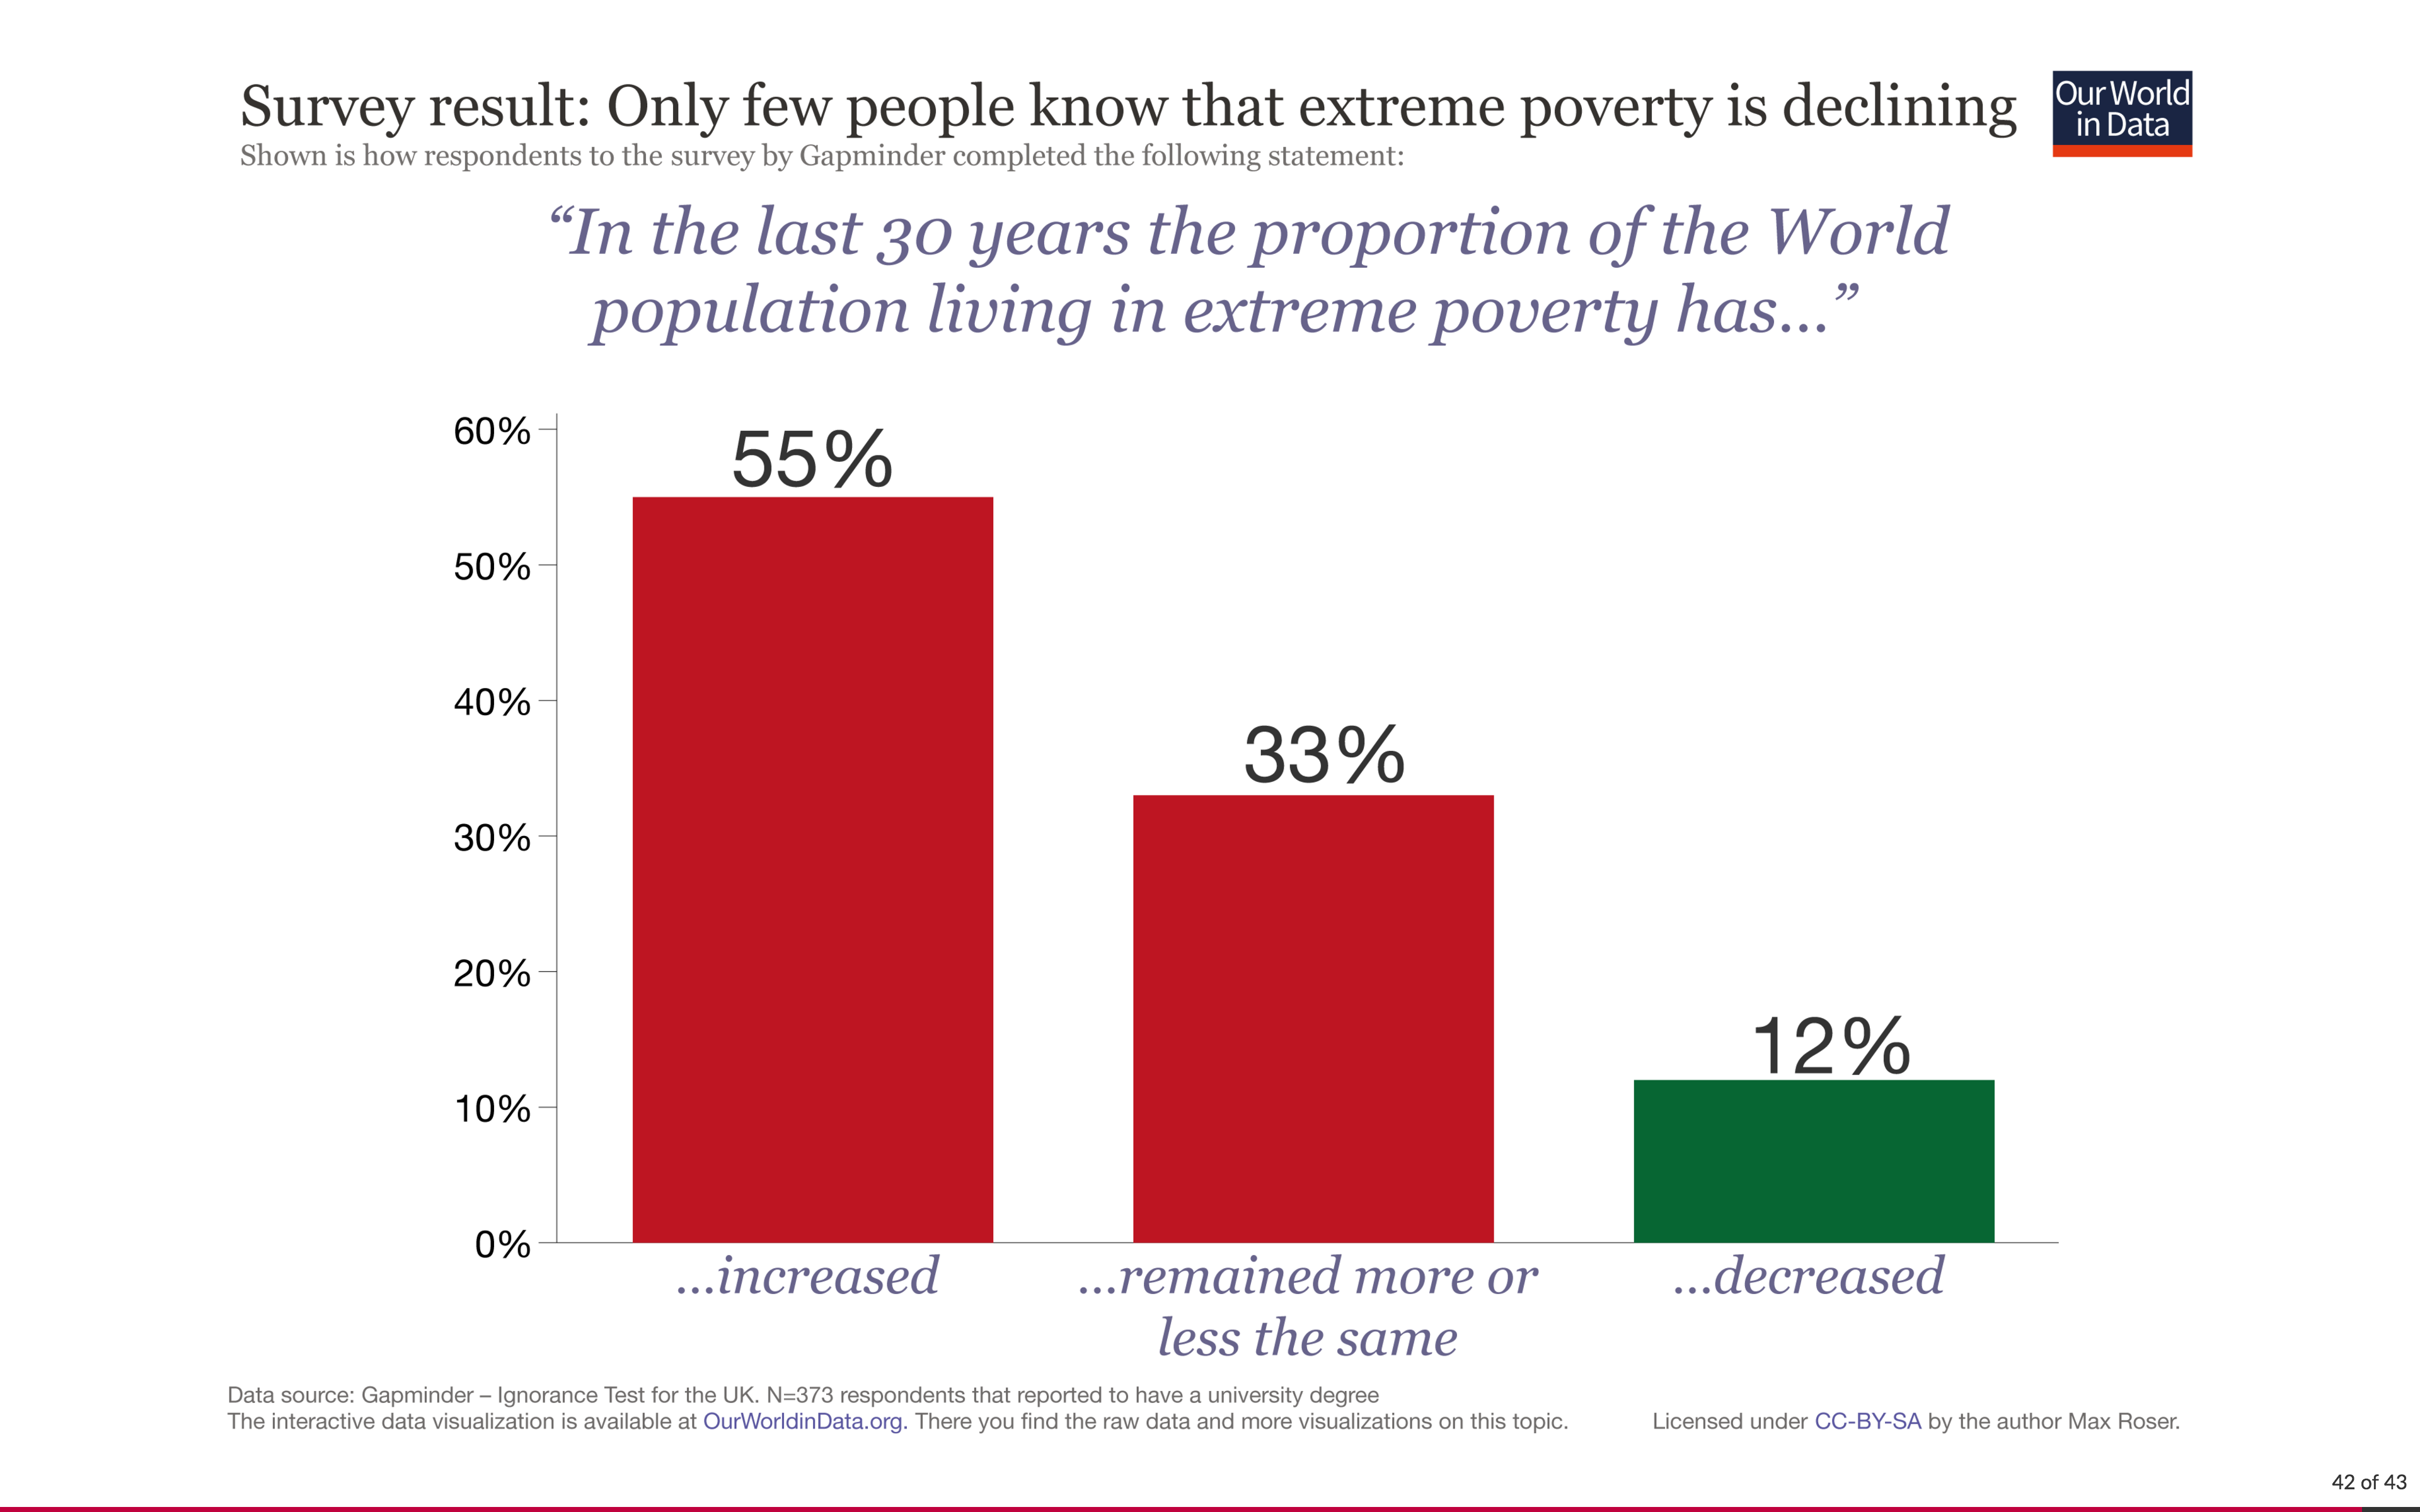 Survey result: Only few people know that extreme poverty is declining
Our World
in Data
Shown is how respondents to the survey by Gapminder completed the following statement:
“In the last 30 years the proportion of the World
population living in extreme poverty has...”
60%
55%
50%
40%
33%
30%
20%
12%
10%
0%
...increased
...remained more or
less the same
...decreased
Data source: Gapminder – Ignorance Test for the UK. N=373 respondents that reported to have a university degree
The interactive data visualization is available at OurWorldinData.org. There you find the raw data and more visualizations on this topic.
Licensed under CC-BY-SA by the author Max Roser.
42 of 43